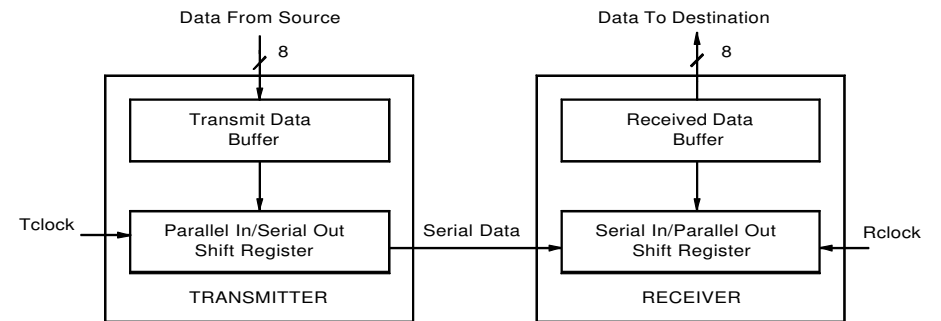 Data From Source
Data To Destination
8
8
Transmit Data
Buffer
Received Data
Buffer
Tclock
Parallel In/Serial Out
Shift Register
Serial Data
Serial In/Parallel Out
Shift Register
Rclock
TRANSMITTER
RECEIVER